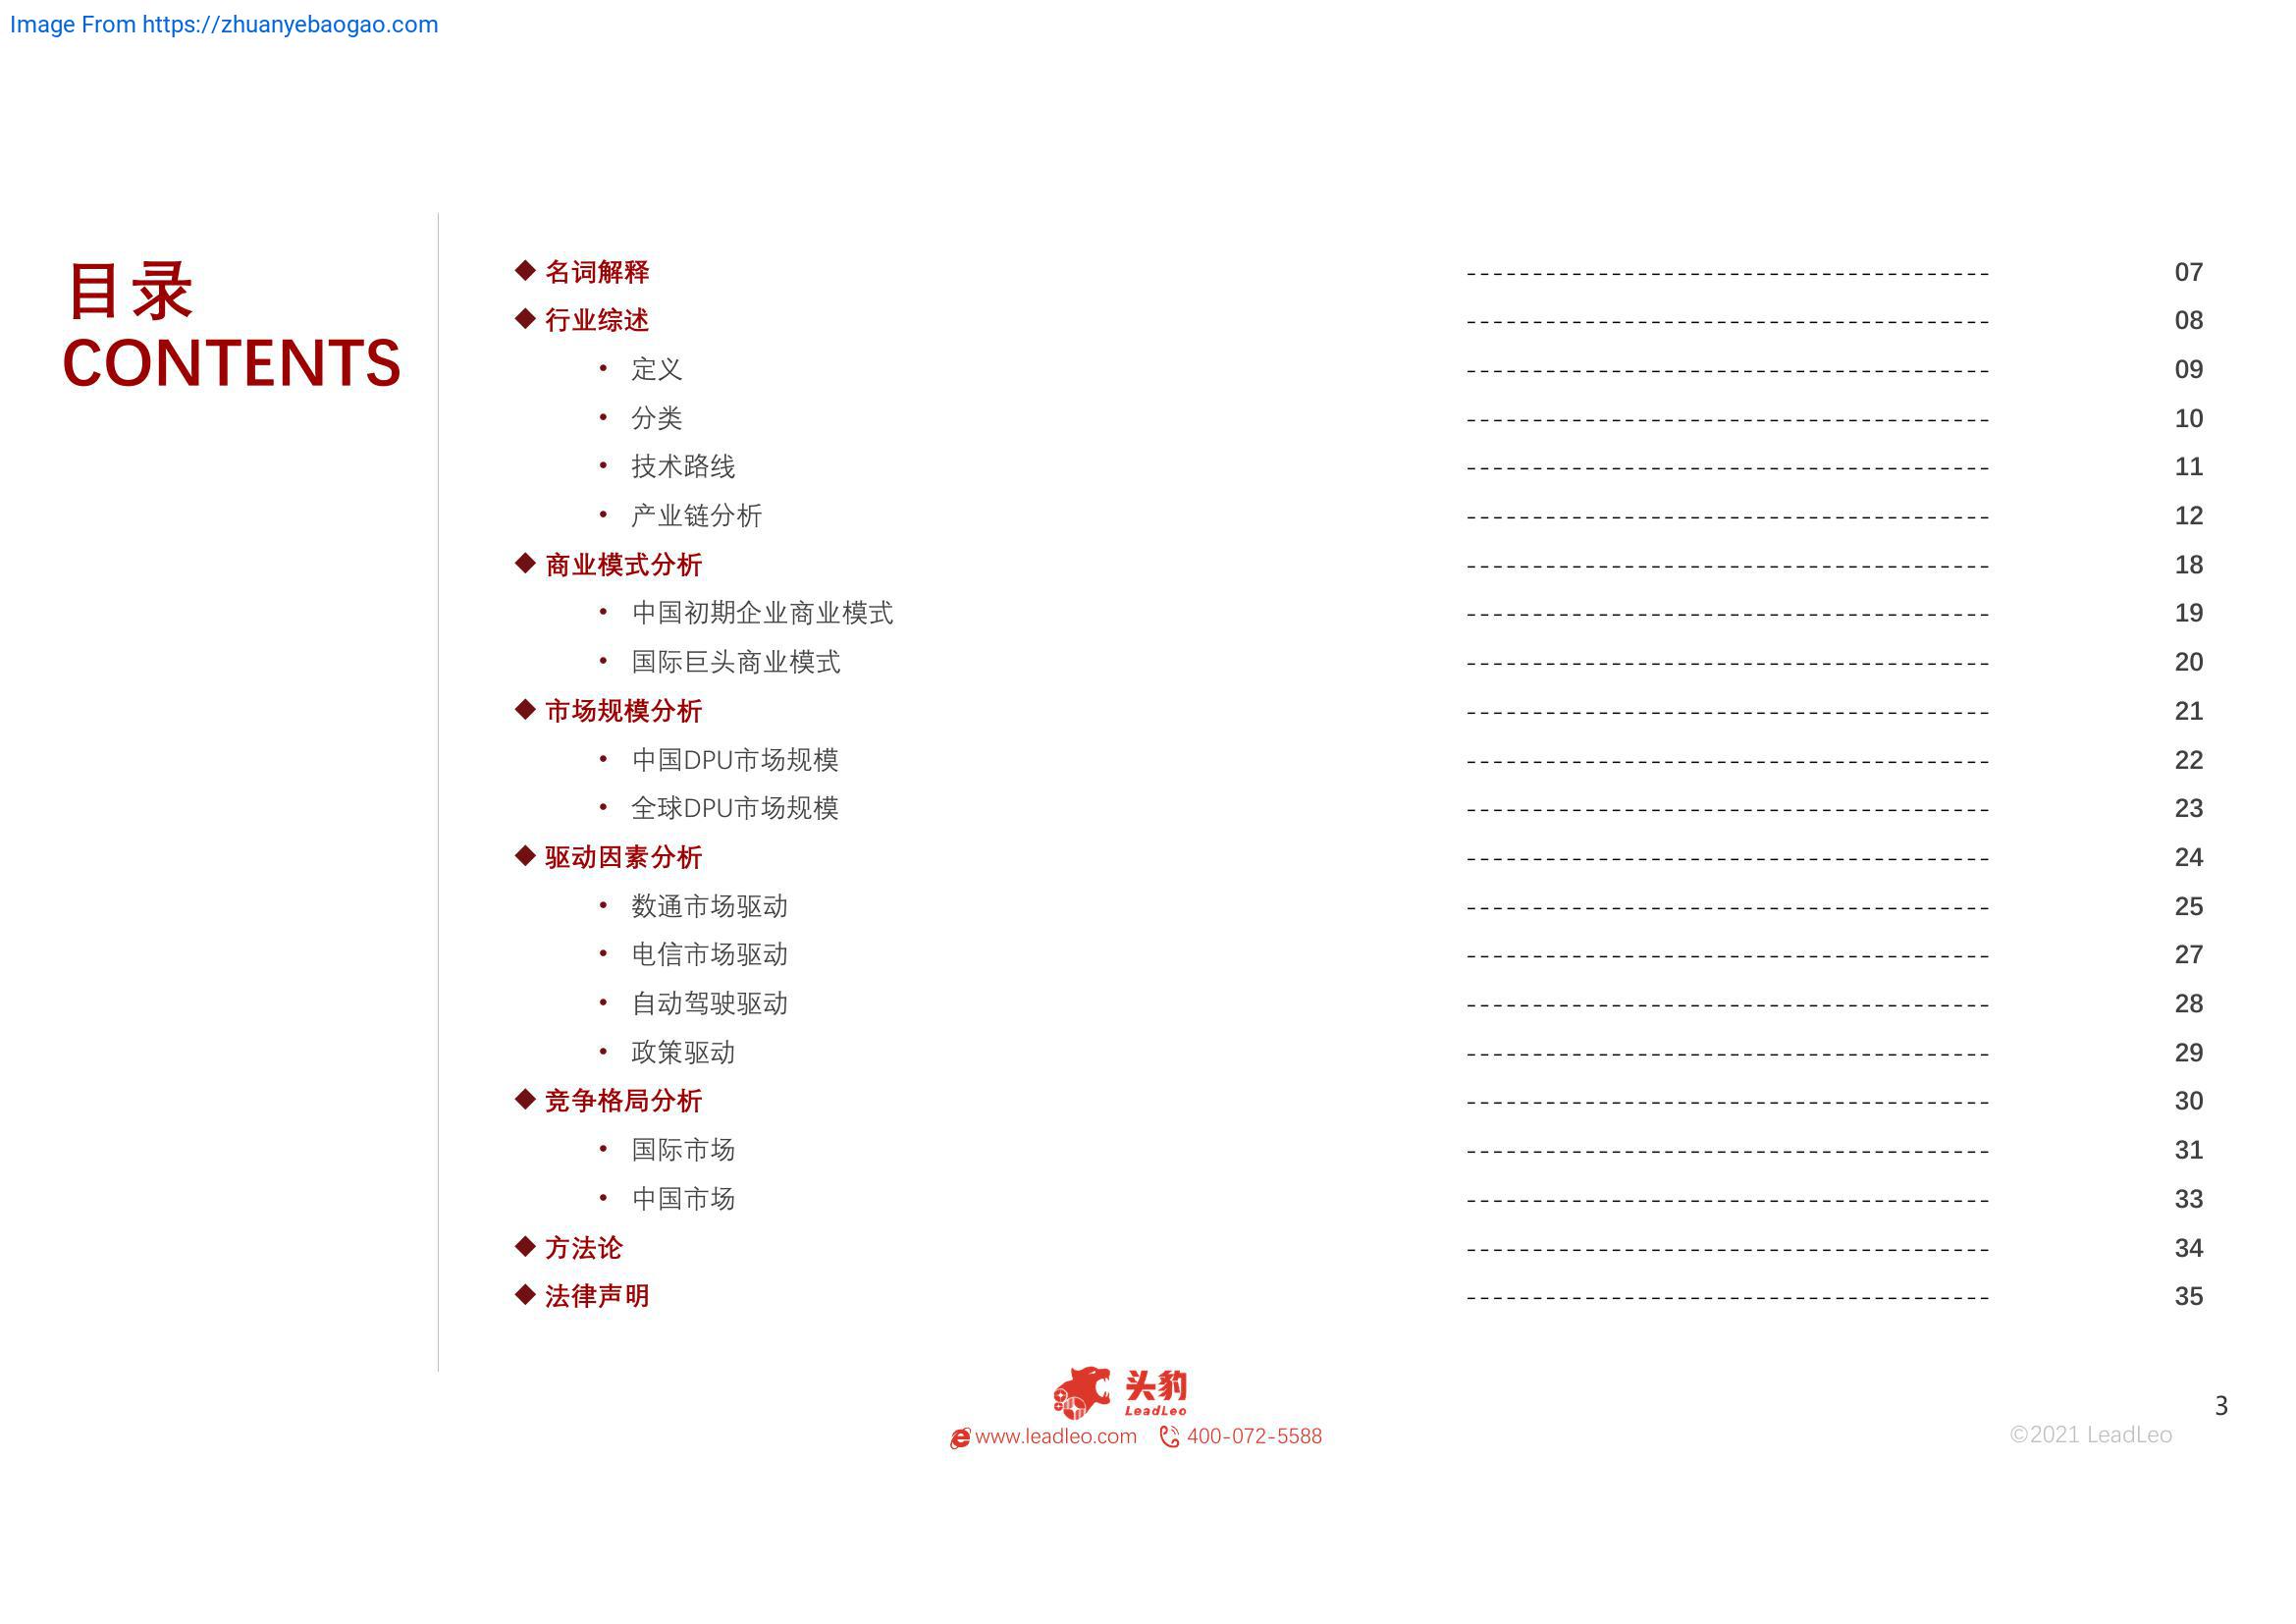 Image From https://zhuanyebaogao.com
目录
CONTENTS
◆ 名词解释 ---------------------------------------- 07
◆ 行业综述 ---------------------------------------- 08
• 定义 ---------------------------------------- 09
• 分类 ---------------------------------------- 10
• 技术路线 ---------------------------------------- 11
• 产业链分析 ---------------------------------------- 12
◆ 商业模式分析 ---------------------------------------- 18
• 中国初期企业商业模式 ---------------------------------------- 19
• 国际巨头商业模式 ---------------------------------------- 20
◆ 市场规模分析 ---------------------------------------- 21
• 中国DPU市场规模 ---------------------------------------- 22
• 全球DPU市场规模 ---------------------------------------- 23
◆ 驱动因素分析 ---------------------------------------- 24
• 数通市场驱动 ---------------------------------------- 25
• 电信市场驱动 ---------------------------------------- 27
• 自动驾驶驱动 ---------------------------------------- 28
• 政策驱动 ---------------------------------------- 29
◆ 竞争格局分析 ---------------------------------------- 30
• 国际市场 ---------------------------------------- 31
• 中国市场 ---------------------------------------- 33
◆ 方法论 ---------------------------------------- 34
◆ 法律声明 ---------------------------------------- 35
头豹
LeadLeo
www.leadleo.com 400-072-5588
3
©2021 LeadLeo